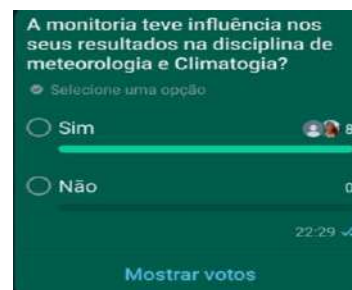 A monitoria teve influência nos
seus resultados na disciplina de
meteorologia e Climatogia?
Selecione uma opção
Sim 8
Não 0
22:29
Mostrar votos